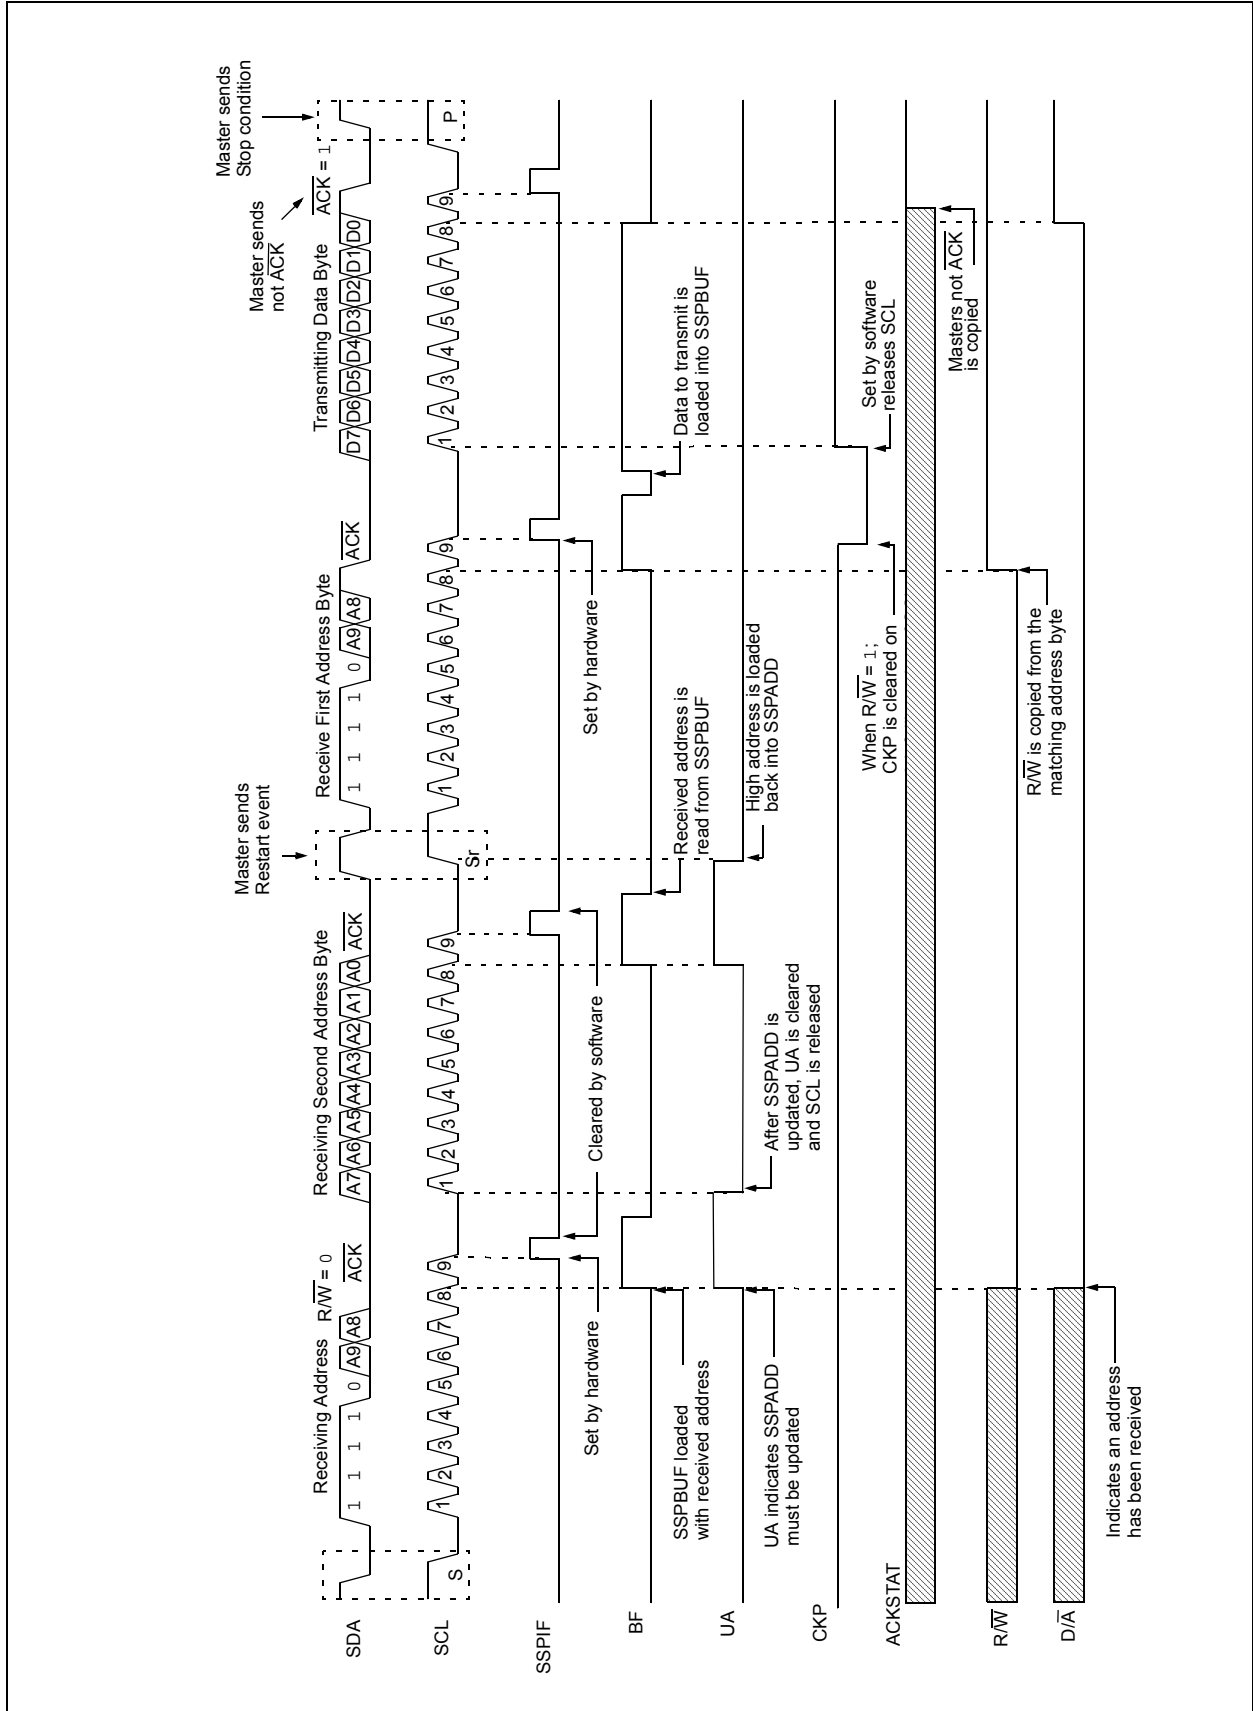 Master sends
Restart event
Master sends
not A̅C̅K̅
Master sends
Stop condition
Receiving Address R/W̅ = 0
Receiving Second Address Byte
Receive First Address Byte
Transmitting Data Byte A̅C̅K̅ = 1
SDA
1 1 1 1 0 A9 A8 A̅C̅K̅
A7 A6 A5 A4 A3 A2 A1 A0 A̅C̅K̅
1 1 1 1 0 A9 A8 A̅C̅K̅
D7 D6 D5 D4 D3 D2 D1 D0
SCL
S
1 2 3 4 5 6 7 8 9
1 2 3 4 5 6 7 8 9
Sr
1 2 3 4 5 6 7 8 9
1 2 3 4 5 6 7 8 9
P
SSPIF
Set by hardware
Cleared by software
Set by hardware
BF
SSPBUF loaded
with received address
Received address is
read from SSPBUF
Data to transmit is
loaded into SSPBUF
UA
UA indicates SSPADD
must be updated
After SSPADD is
updated, UA is cleared
and SCL is released
High address is loaded
back into SSPADD
CKP
When R/W̅ = 1;
CKP is cleared on
Set by software
releases SCL
ACKSTAT
Masters not A̅C̅K̅
is copied
R/W̅
R/W̅ is copied from the
matching address byte
D/A̅
Indicates an address
has been received